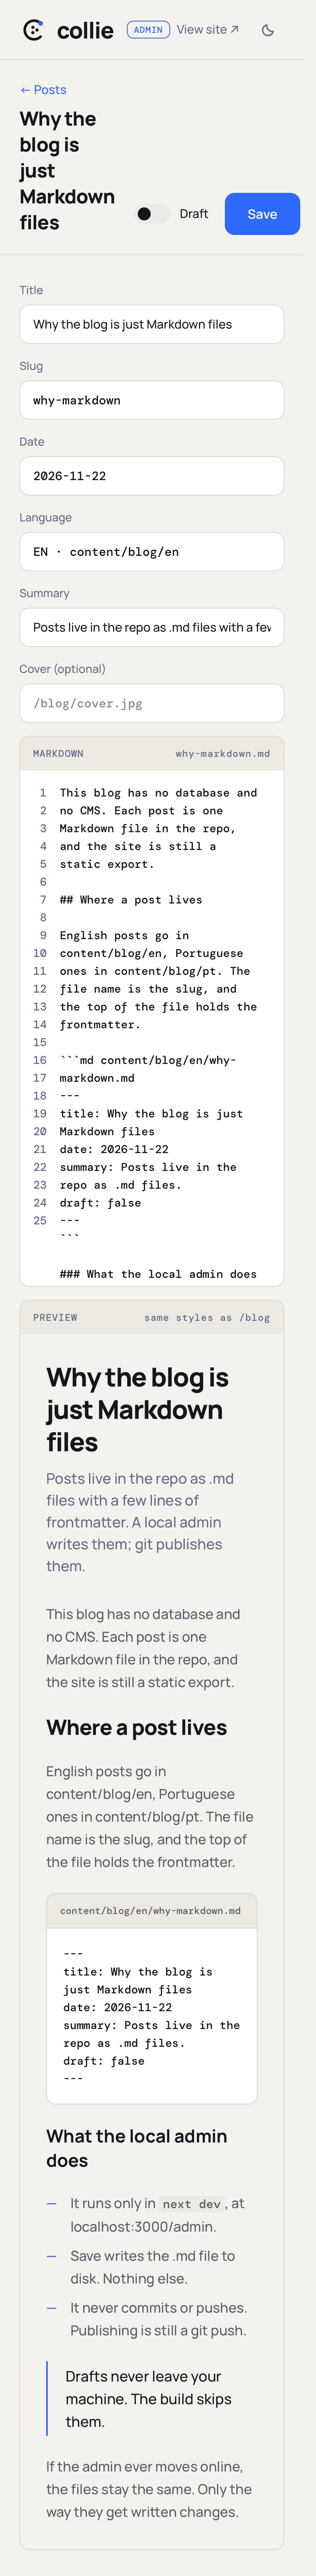 collie ADMIN View site ↗
← Posts
Why the
blog is
just
Markdown
files
Draft Save
Title
Why the blog is just Markdown files
Slug
why-markdown
Date
2026-11-22
Language
EN · content/blog/en
Summary
Posts live in the repo as .md files with a few
Cover (optional)
/blog/cover.jpg
MARKDOWN why-markdown.md
1 This blog has no database and
2 no CMS. Each post is one
3 Markdown file in the repo,
4 and the site is still a
5 static export.
6
7 ## Where a post lives
8
9 English posts go in
10 content/blog/en, Portuguese
11 ones in content/blog/pt. The
12 file name is the slug, and
13 the top of the file holds the
14 frontmatter.
15
16 ```md content/blog/en/why-
17 markdown.md
18 ---
19 title: Why the blog is just
20 Markdown files
21 date: 2026-11-22
22 summary: Posts live in the
23 repo as .md files.
24 draft: false
25 ---
```
### What the local admin does
PREVIEW same styles as /blog
Why the blog is
just Markdown
files
Posts live in the repo as .md
files with a few lines of
frontmatter. A local admin
writes them; git publishes
them.
This blog has no database and
no CMS. Each post is one
Markdown file in the repo, and
the site is still a static export.
Where a post lives
English posts go in
content/blog/en, Portuguese
ones in content/blog/pt. The file
name is the slug, and the top of
the file holds the frontmatter.
content/blog/en/why-markdown.md
---
title: Why the blog is
just Markdown files
date: 2026-11-22
summary: Posts live in the
repo as .md files.
draft: false
---
What the local admin
does
— It runs only in next dev, at
localhost:3000/admin.
— Save writes the .md file to
disk. Nothing else.
— It never commits or pushes.
Publishing is still a git push.
Drafts never leave your
machine. The build skips
them.
If the admin ever moves online,
the files stay the same. Only the
way they get written changes.